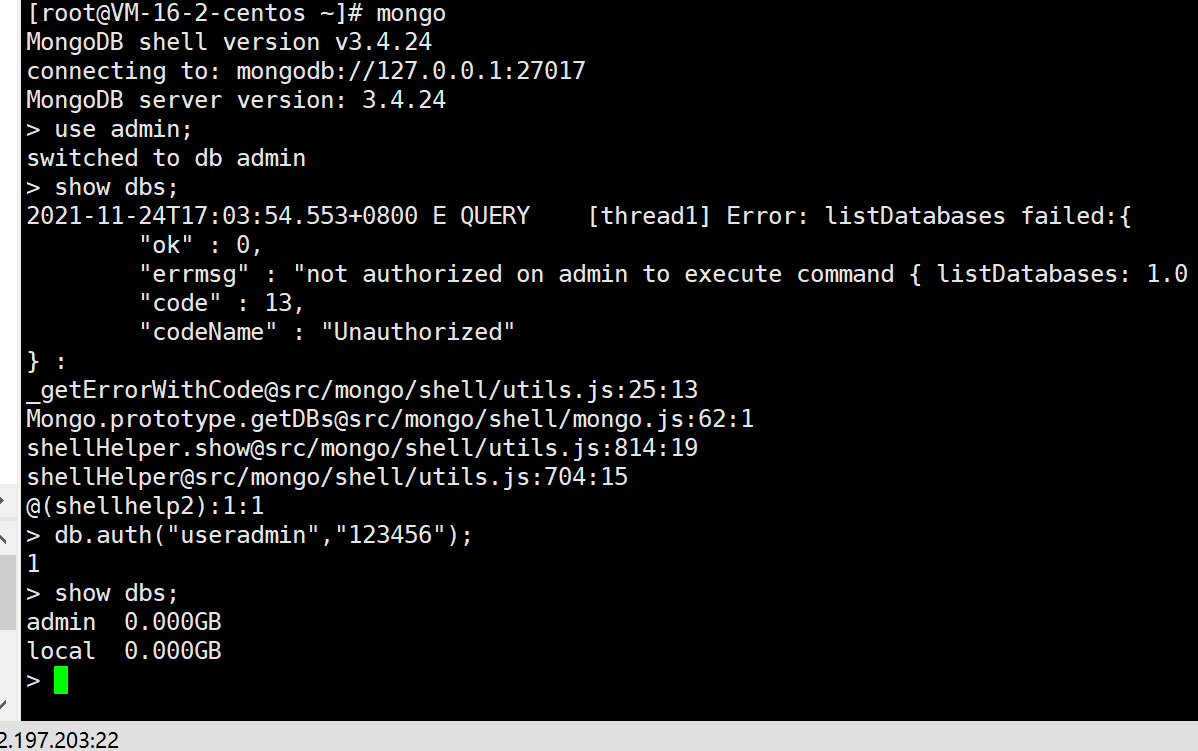 [root@VM-16-2-centos ~]# mongo
MongoDB shell version v3.4.24
connecting to: mongodb://127.0.0.1:27017
MongoDB server version: 3.4.24
> use admin;
switched to db admin
> show dbs;
2021-11-24T17:03:54.553+0800 E QUERY    [thread1] Error: listDatabases failed:{
        "ok" : 0,
        "errmsg" : "not authorized on admin to execute command { listDatabases: 1.0
        "code" : 13,
        "codeName" : "Unauthorized"
} :
_getErrorWithCode@src/mongo/shell/utils.js:25:13
Mongo.prototype.getDBs@src/mongo/shell/mongo.js:62:1
shellHelper.show@src/mongo/shell/utils.js:814:19
shellHelper@src/mongo/shell/utils.js:704:15
@(shellhelp2):1:1
> db.auth("useradmin","123456");
1
> show dbs;
admin  0.000GB
local  0.000GB
>
2.197.203:22